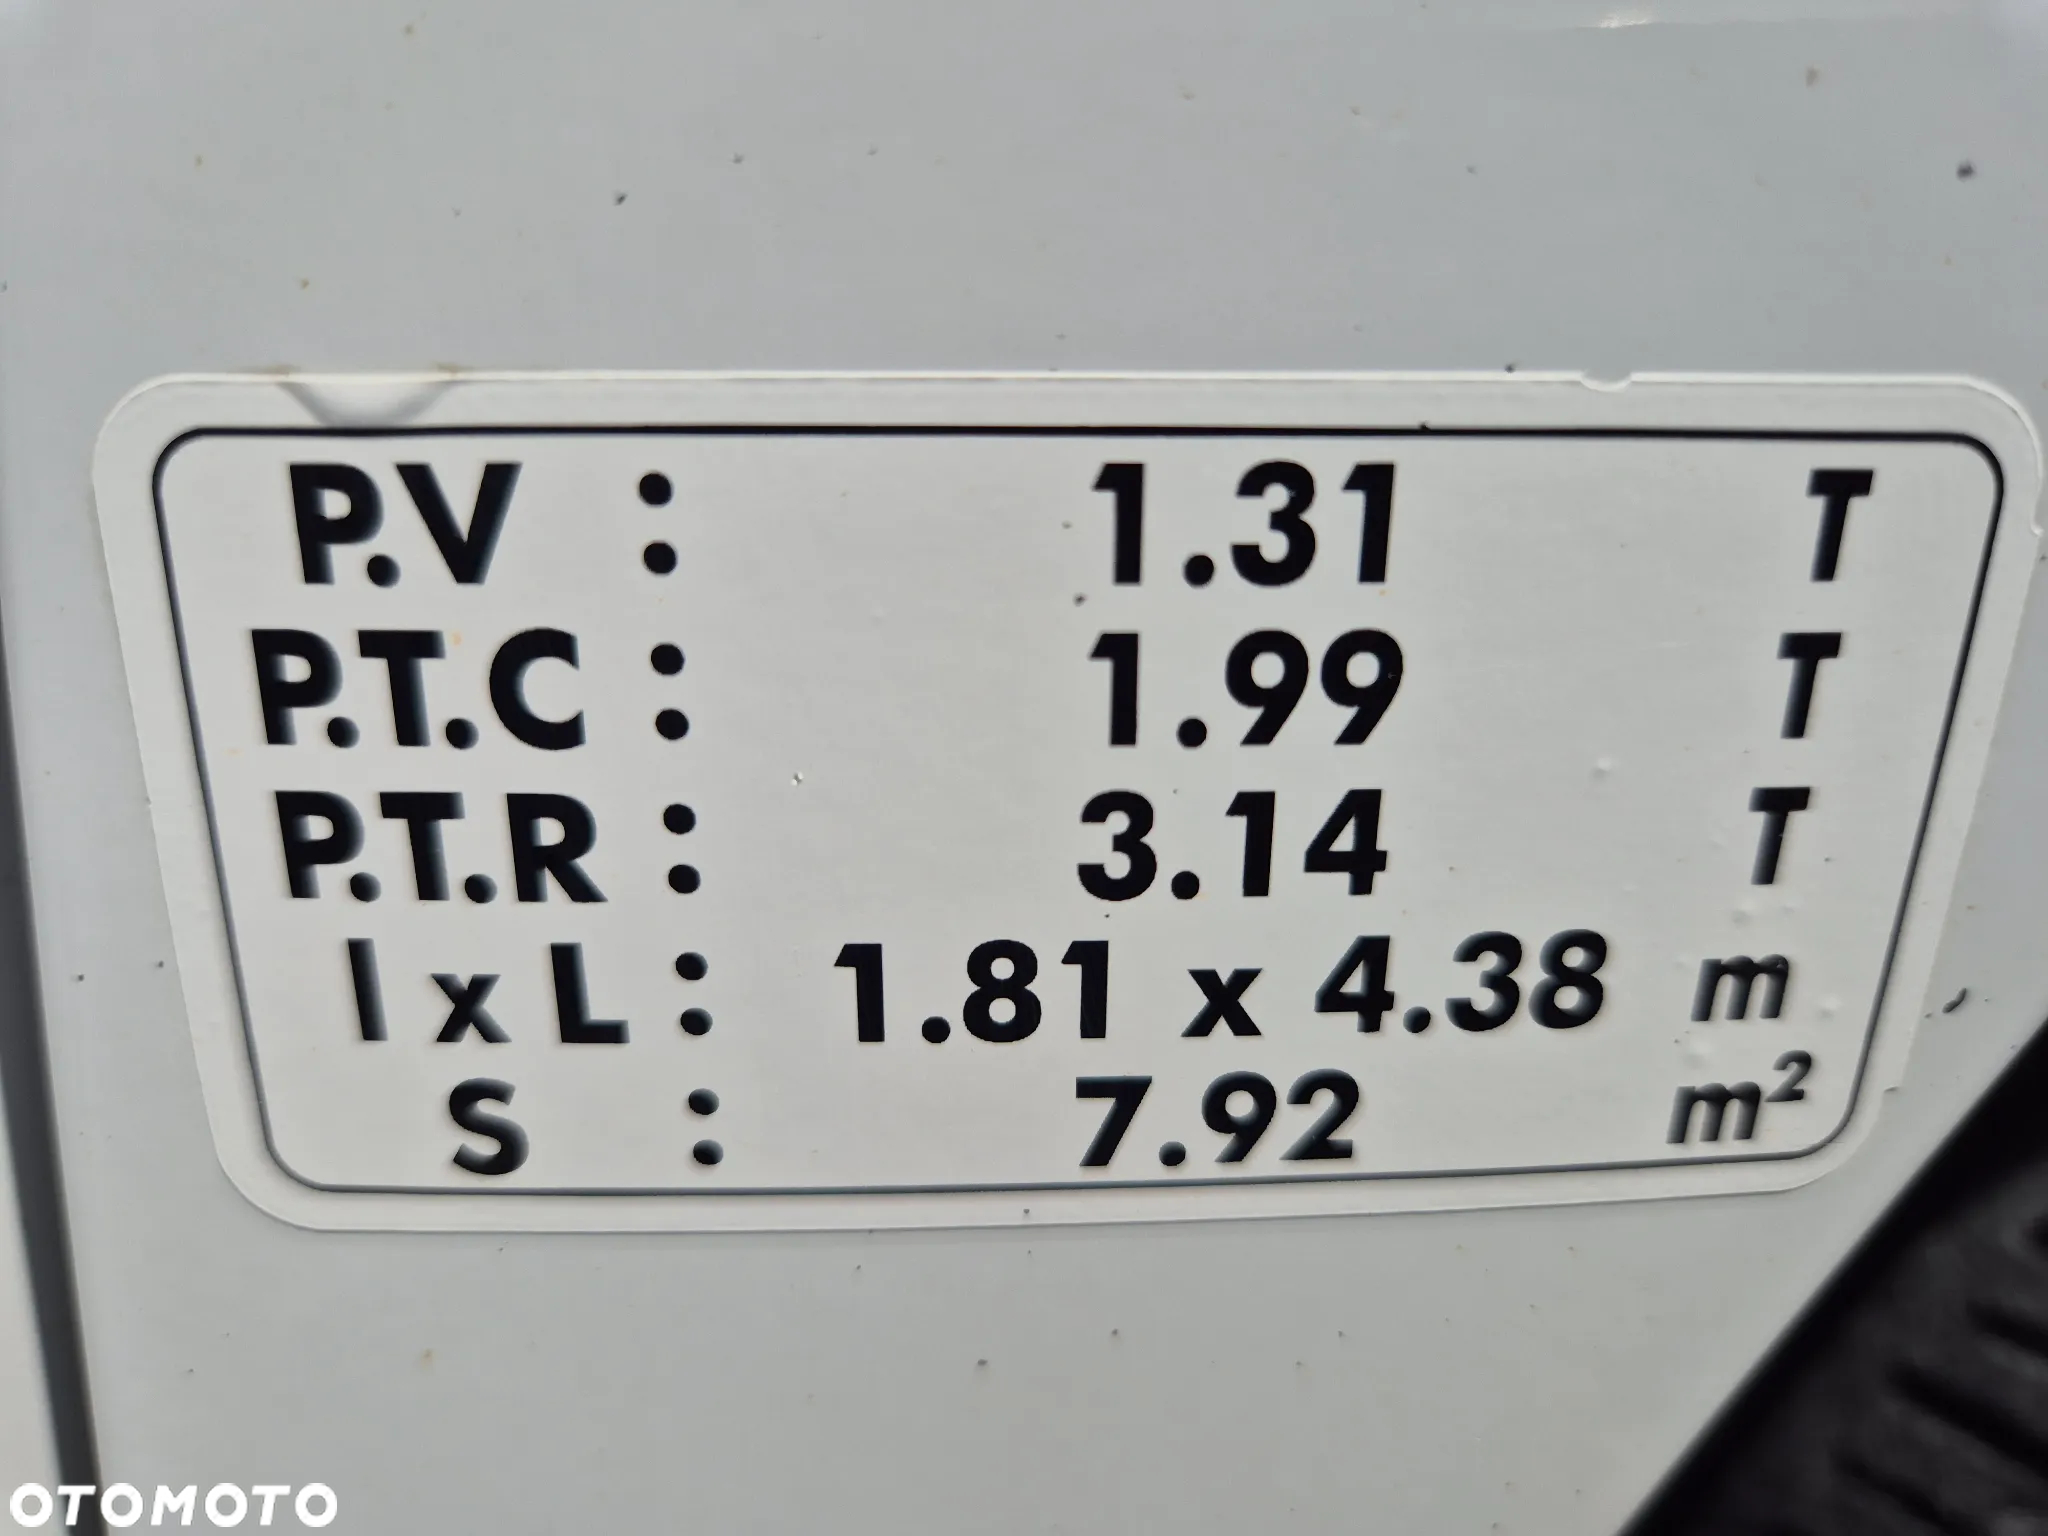 P.V : 1.31 T
P.T.C : 1.99 T
P.T.R : 3.14 T
l x L : 1.81 x 4.38 m
S : 7.92 m²
OTOMOTO